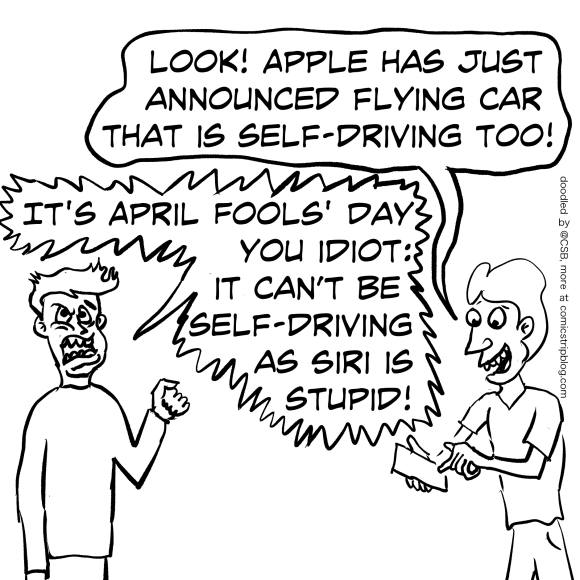 LOOK! APPLE HAS JUST
ANNOUNCED FLYING CAR
THAT IS SELF-DRIVING TOO!
IT'S APRIL FOOLS' DAY
YOU IDIOT:
IT CAN'T BE
SELF-DRIVING
AS SIRI IS
STUPID!
doodled by @CSB, more at comicstripblog.com